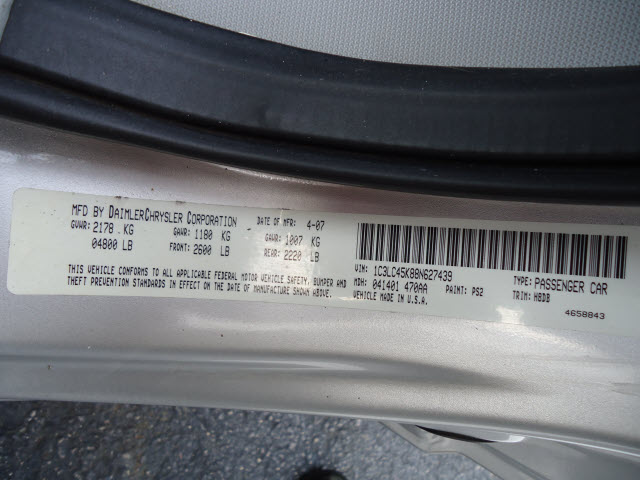 MFD BY DAIMLERCHRYSLER CORPORATION DATE OF MFR: 4-07
GVWR: 2178 . KG GAWR: 1180 KG GAWR: 1007 KG
04800 LB FRONT: 2600 LB REAR: 2220 LB
THIS VEHICLE CONFORMS TO ALL APPLICABLE FEDERAL MOTOR VEHICLE SAFETY, BUMPER AND
THEFT PREVENTION STANDARDS IN EFFECT ON THE DATE OF MANUFACTURE SHOWN ABOVE.
VIN: 1C3LC45K88N627439 TYPE: PASSENGER CAR
MDH: 041401 470AA PAINT: PS2 TRIM: H8D8
VEHICLE MADE IN U.S.A.
4658843